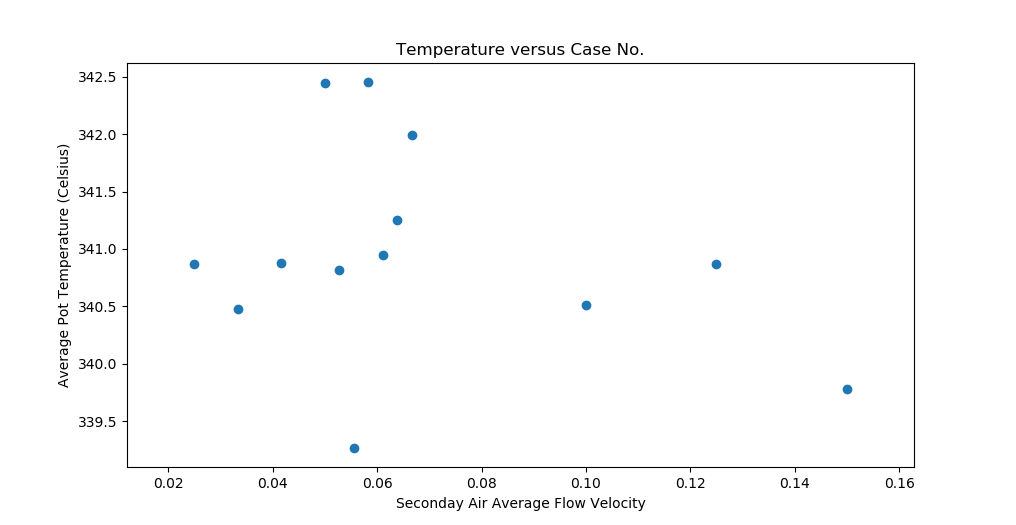 Temperature versus Case No.
342.5
342.0
341.5
341.0
340.5
340.0
339.5
Average Pot Temperature (Celsius)
0.02 0.04 0.06 0.08 0.10 0.12 0.14 0.16
Seconday Air Average Flow Velocity